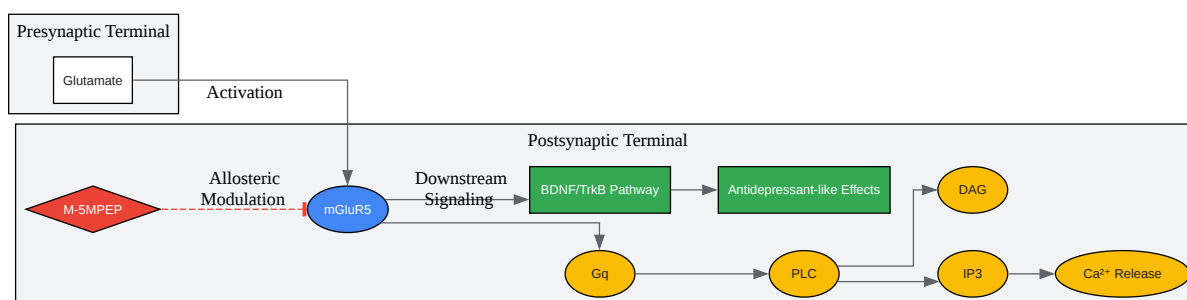 Presynaptic Terminal
Glutamate
Activation
Postsynaptic Terminal
M-5MPEP
Allosteric
Modulation
mGluR5
Downstream
Signaling
BDNF/TrkB Pathway
Antidepressant-like Effects
DAG
Gq
PLC
IP3
Ca²⁺ Release